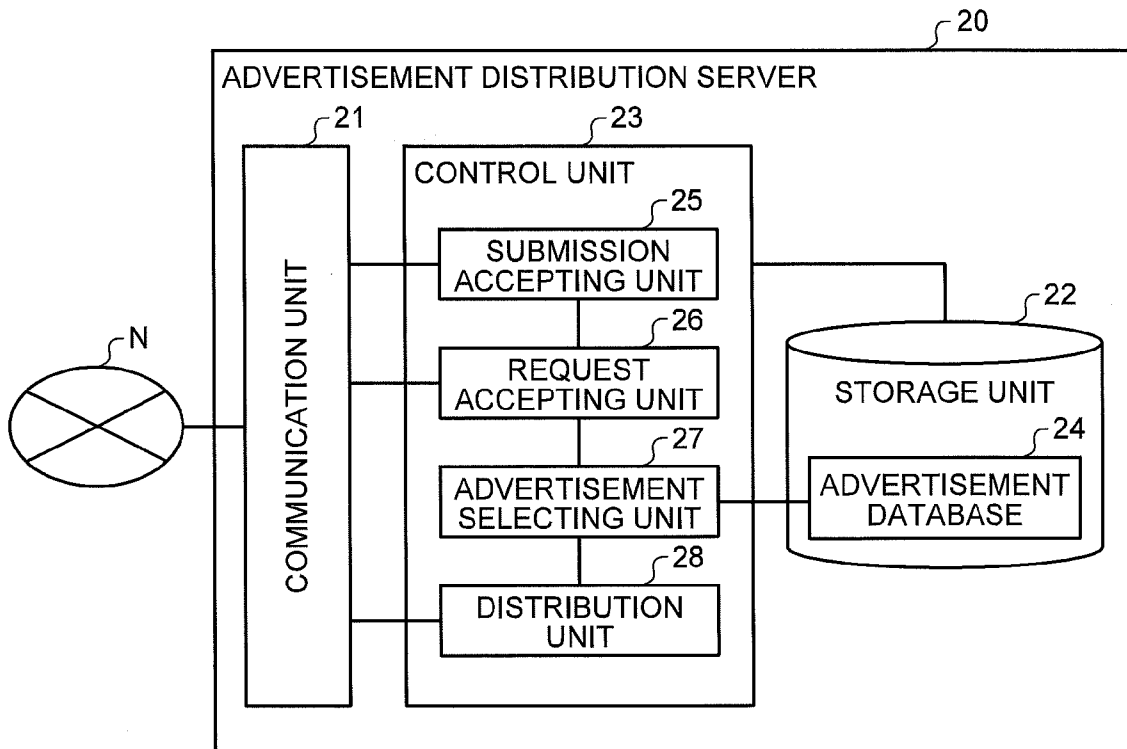 20
ADVERTISEMENT DISTRIBUTION SERVER
21
23
CONTROL UNIT
25
SUBMISSION
ACCEPTING UNIT
22
26
N
REQUEST
ACCEPTING UNIT
COMMUNICATION UNIT
STORAGE UNIT
27
24
ADVERTISEMENT
SELECTING UNIT
ADVERTISEMENT
DATABASE
28
DISTRIBUTION
UNIT